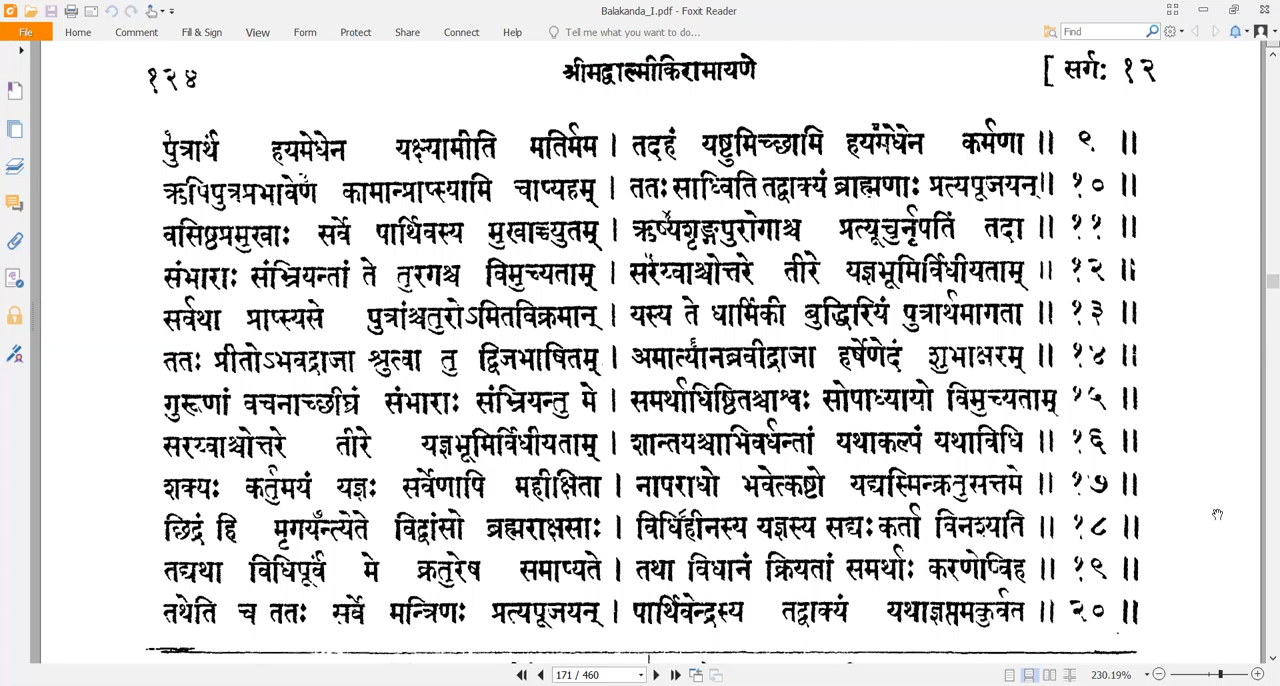 Balakanda_I.pdf - Foxit Reader
File Home Comment Fill & Sign View Form Protect Share Connect Help Tell me what you want to do... Find
१२४ श्रीमद्वाल्मीकिरामायणे [ सर्गः १२
पुत्रार्थं हयमेधेन यक्ष्यामीति मतिर्मम | तदहं यष्टुमिच्छामि हयमेधेन कर्मणा || ९ ||
ऋषिपुत्रप्रभावेण कामान्प्राप्स्यामि चाप्यहम् | ततः साध्विति तद्वाक्यं ब्राह्मणाः प्रत्यपूजयन् || १० ||
वसिष्ठप्रमुखाः सर्वे पार्थिवस्य मुखाच्च्युतम् | ऋष्यशृङ्गपुरोगाश्च प्रत्यूचुर्नृपतिं तदा || ११ ||
संभाराः संभ्रियन्तां ते तुरगश्च विमुच्यताम् | सरय्वाश्चोत्तरे तीरे यज्ञभूमिर्विधीयताम् || १२ ||
सर्वथा प्राप्स्यसे पुत्रांश्चतुरोऽमितविक्रमान् | यस्य ते धार्मिकी बुद्धिरियं पुत्रार्थमागता || १३ ||
ततः प्रीतोऽभवद्राजा श्रुत्वा तु द्विजभाषितम् | अमात्यानब्रवीद्राजा हर्षेणेदं शुभाक्षरम् || १४ ||
गुरूणां वचनाच्छीघ्रं संभाराः संभ्रियन्तु मे | समर्थाधिष्ठितश्चाश्वः सोपाध्यायो विमुच्यताम् १५ ||
सरय्वाश्चोत्तरे तीरे यज्ञभूमिर्विधीयताम् | शान्तयश्चाभिवर्धन्तां यथाकल्पं यथाविधि || १६ ||
शक्यः कर्तुमयं यज्ञः सर्वेणापि महीक्षिता | नापराधो भवेत्कष्टो यद्यस्मिन्क्रतुसत्तमे || १७ ||
छिद्रं हि मृगयन्त्येते विद्वांसो ब्रह्मराक्षसाः | विधिहीनस्य यज्ञस्य सद्यः कर्ता विनश्यति || १८ ||
तद्यथा विधिपूर्वं मे क्रतुरेष समाप्यते | तथा विधानं क्रियतां समर्थाः करणेष्विह || १९ ||
तथेति च ततः सर्वे मन्त्रिणः प्रत्यपूजयन् | पार्थिवेन्द्रस्य तद्वाक्यं यथाज्ञप्तमकुर्वत || २० ||
171 / 460 230.19%